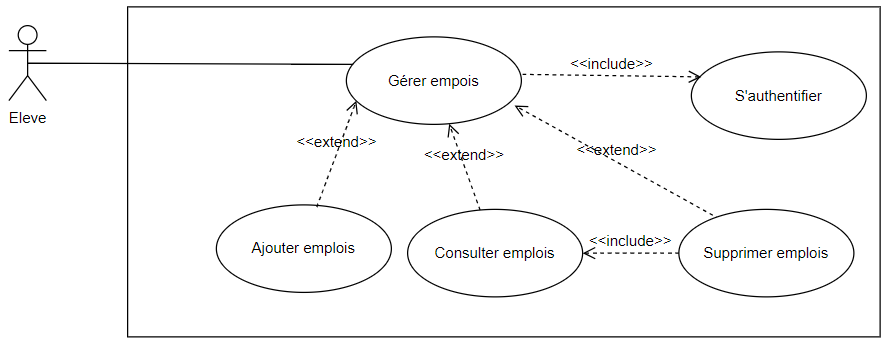 Gérer empois
<<include>>
S'authentifier
Eleve
<<extend>>
<<extend>>
<<extend>>
Ajouter emplois
Consulter emplois
<<include>>
Supprimer emplois